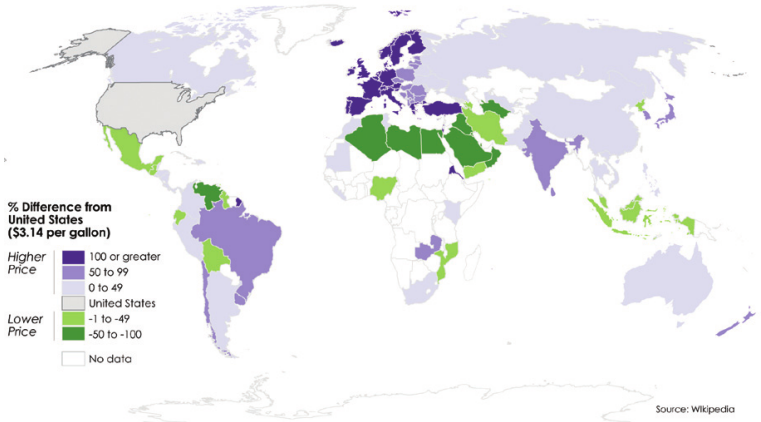 % Difference from
United States
($3.14 per gallon)
Higher
Price
100 or greater
50 to 99
0 to 49
United States
Lower
Price
-1 to -49
-50 to -100
No data
Source: Wikipedia